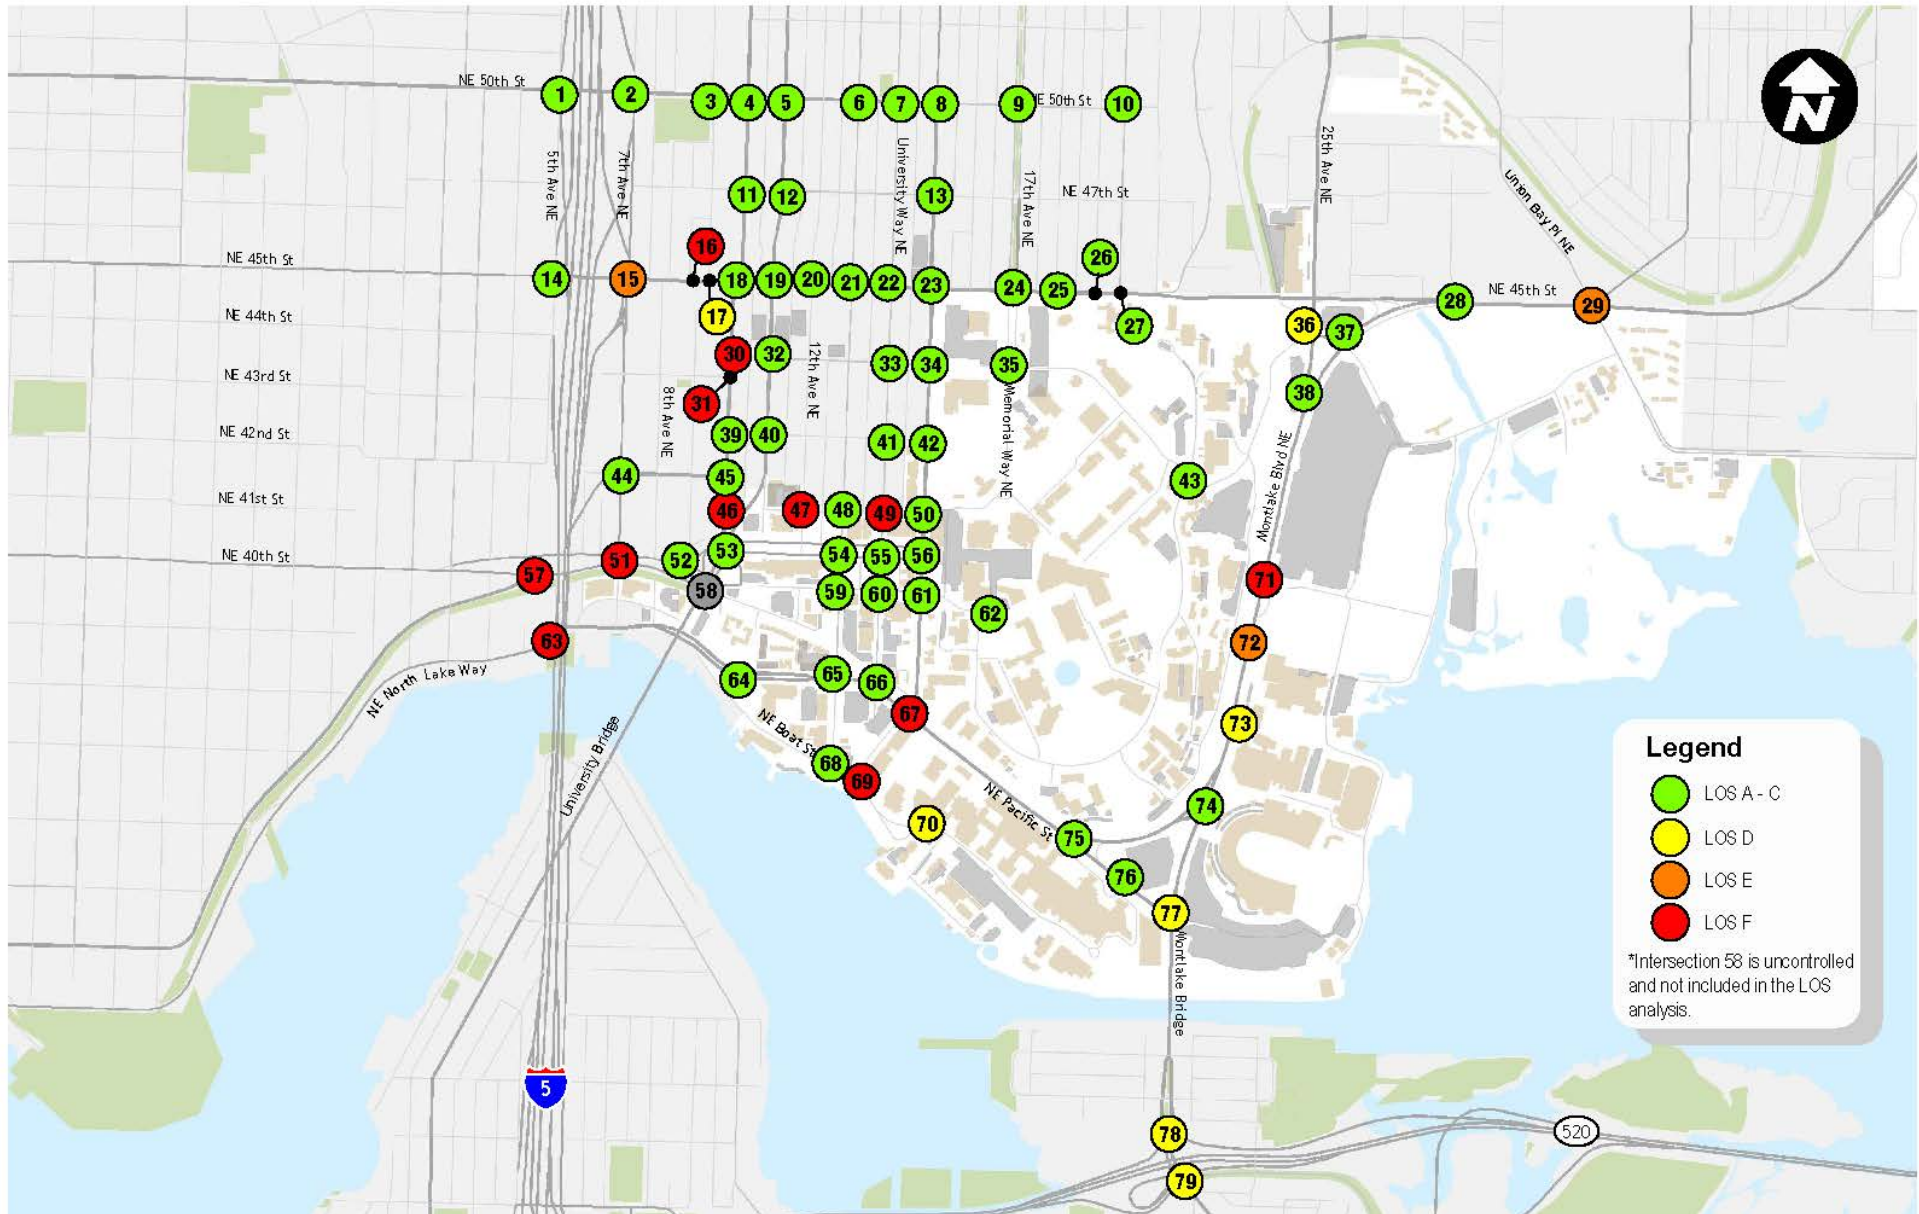 NE 50th St
1
2
3
4
5
6
7
8
9
E 50th St
10
5th Ave NE
7th Ave NE
University Way NE
17th Ave NE
NE 47th St
25th Ave NE
Union Bay Pl NE
N
11
12
13
16
26
NE 45th St
14
15
18
19
20
21
22
23
24
25
28
NE 45th St
29
NE 44th St
17
27
36
37
30
32
12th Ave NE
33
34
35
NE 43rd St
31
8th Ave NE
Memorial Way NE
38
NE 42nd St
39
40
41
42
Montlake Blvd NE
44
45
43
NE 41st St
46
47
48
49
50
NE 40th St
51
52
53
54
55
56
57
58
59
60
61
62
71
63
72
NE North Lake Way
64
65
66
67
73
University Bridge
NE Boat St
68
69
70
NE Pacific St
74
75
76
77
Montlake Bridge
5
78
79
520
Legend
LOS A - C
LOS D
LOS E
LOS F
*Intersection 58 is uncontrolled
and not included in the LOS
analysis.